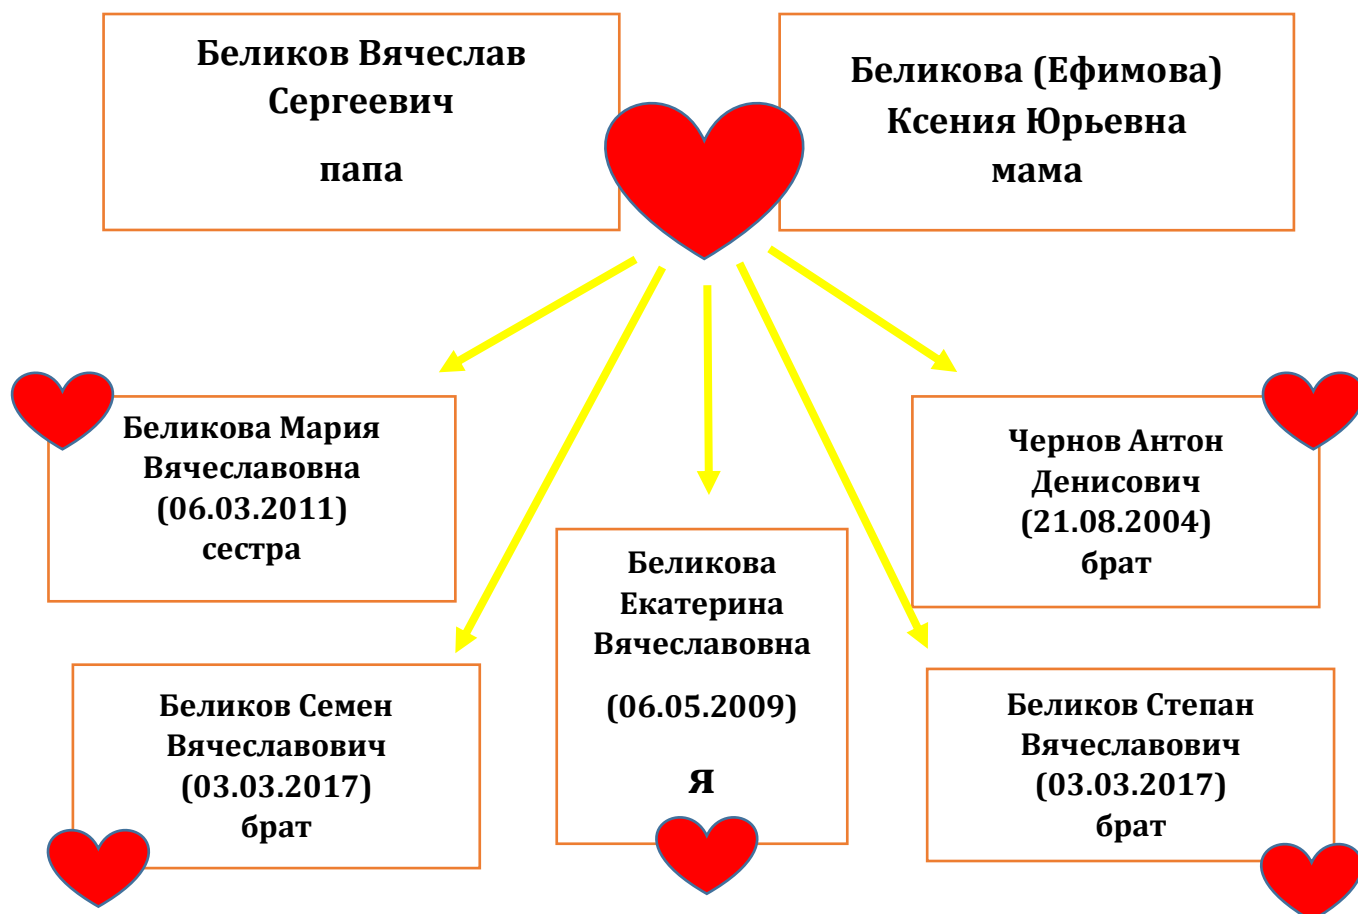 Беликов Вячеслав
Сергеевич
папа
Беликова (Ефимова)
Ксения Юрьевна
мама
Беликова Мария
Вячеславовна
(06.03.2011)
сестра
Чернов Антон
Денисович
(21.08.2004)
брат
Беликова
Екатерина
Вячеславовна
(06.05.2009)
я
Беликов Семен
Вячеславович
(03.03.2017)
брат
Беликов Степан
Вячеславович
(03.03.2017)
брат